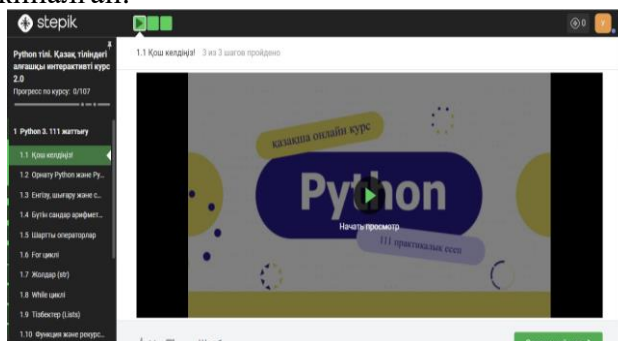 stepik
0
Python тілі. Қазақ тіліндегі
алғашқы интерактивті курс
2.0
Прогресс по курсу: 0/107
1 Python 3. 111 жаттығу
1.1 Қош келдіңіз!
1.2 Орнату Python және Py...
1.3 Енгізу, шығару және с...
1.4 Бүтін сандар арифмет...
1.5 Шартты операторлар
1.6 For циклі
1.7 Жолдар (str)
1.8 While циклі
1.9 Тізбектер (Lists)
1.10 Функция және рекурс...
1.1 Қош келдіңіз! 3 из 3 шагов пройдено
қазақша онлайн курс
Python
Начать просмотр
111 практикалық есеп